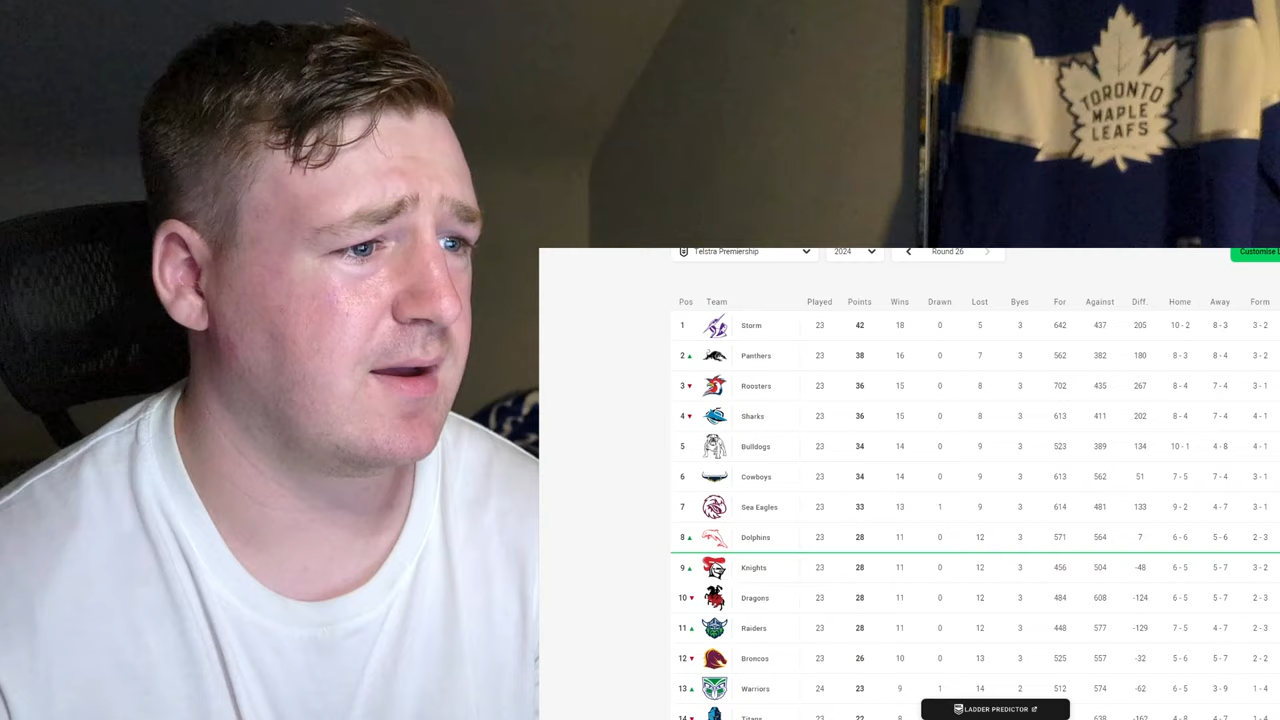 TORONTO
MAPLE
LEAFS
Telstra Premiership 2024 Round 26 Customise
Pos Team Played Points Wins Drawn Lost Byes For Against Diff. Home Away Form
1 Storm 23 42 18 0 5 3 642 437 205 10 - 2 8 - 3 3 - 2
2 Panthers 23 38 16 0 7 3 562 382 180 8 - 3 8 - 4 3 - 2
3 Roosters 23 36 15 0 8 3 702 435 267 8 - 4 7 - 4 3 - 1
4 Sharks 23 36 15 0 8 3 613 411 202 8 - 4 7 - 4 4 - 1
5 Bulldogs 23 34 14 0 9 3 523 389 134 10 - 1 4 - 8 4 - 1
6 Cowboys 23 34 14 0 9 3 613 562 51 7 - 5 7 - 4 3 - 1
7 Sea Eagles 23 33 13 1 9 3 614 481 133 9 - 2 4 - 7 3 - 1
8 Dolphins 23 28 11 0 12 3 571 564 7 6 - 6 5 - 6 2 - 3
9 Knights 23 28 11 0 12 3 456 504 -48 6 - 5 5 - 7 3 - 2
10 Dragons 23 28 11 0 12 3 484 608 -124 6 - 5 5 - 7 2 - 3
11 Raiders 23 28 11 0 12 3 448 577 -129 7 - 5 4 - 7 2 - 3
12 Broncos 23 26 10 0 13 3 525 557 -32 5 - 6 5 - 7 2 - 2
13 Warriors 24 23 9 1 14 2 512 574 -62 6 - 5 3 - 9 1 - 4
LADDER PREDICTOR
14 Titans 23 22 8 638 -162 4 - 8 4 - 7